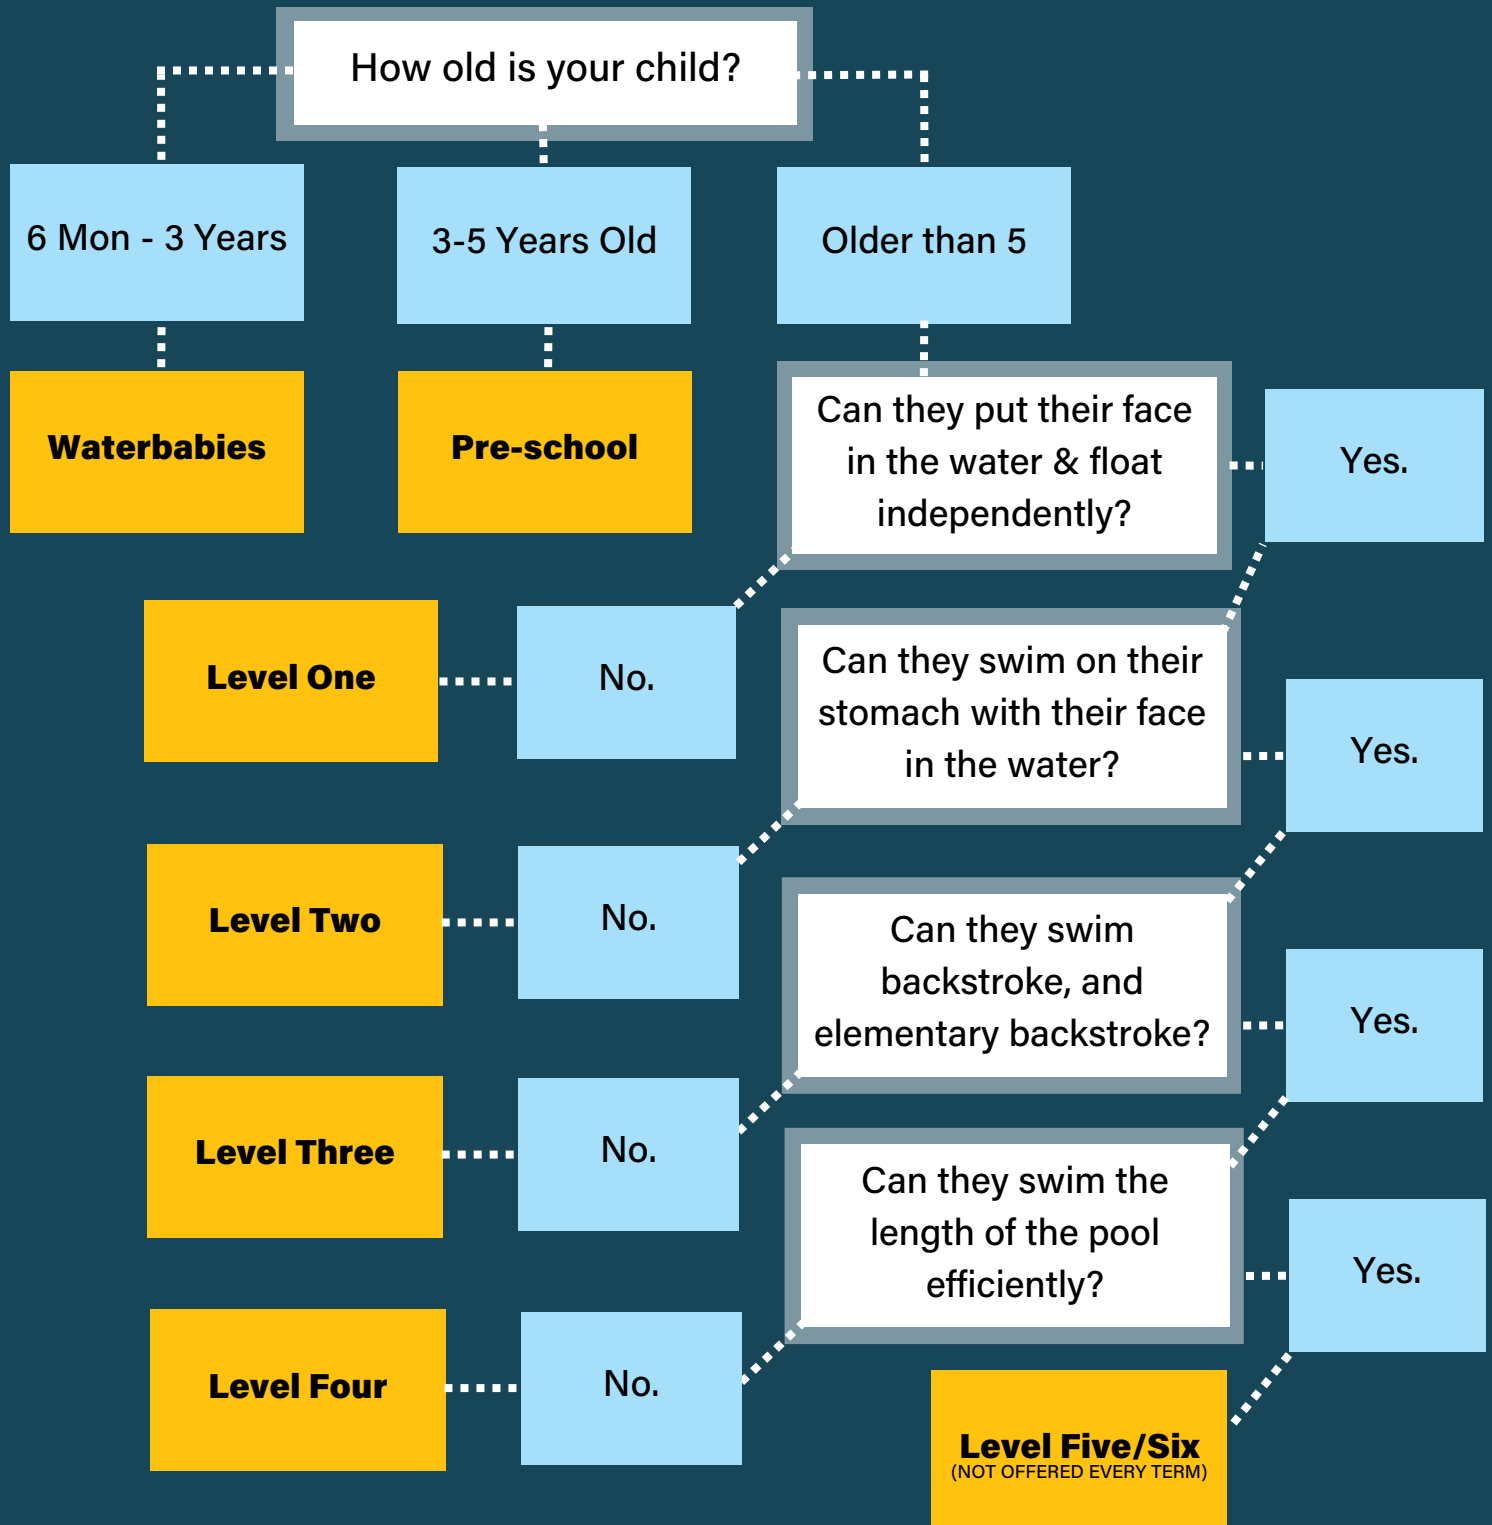 How old is your child?
6 Mon - 3 Years
3-5 Years Old
Older than 5
Waterbabies
Pre-school
Can they put their face
in the water & float
independently?
Yes.
Level One
No.
Can they swim on their
stomach with their face
in the water?
Yes.
Level Two
No.
Can they swim
backstroke, and
elementary backstroke?
Yes.
Level Three
No.
Can they swim the
length of the pool
efficiently?
Yes.
Level Four
No.
Level Five/Six
(NOT OFFERED EVERY TERM)